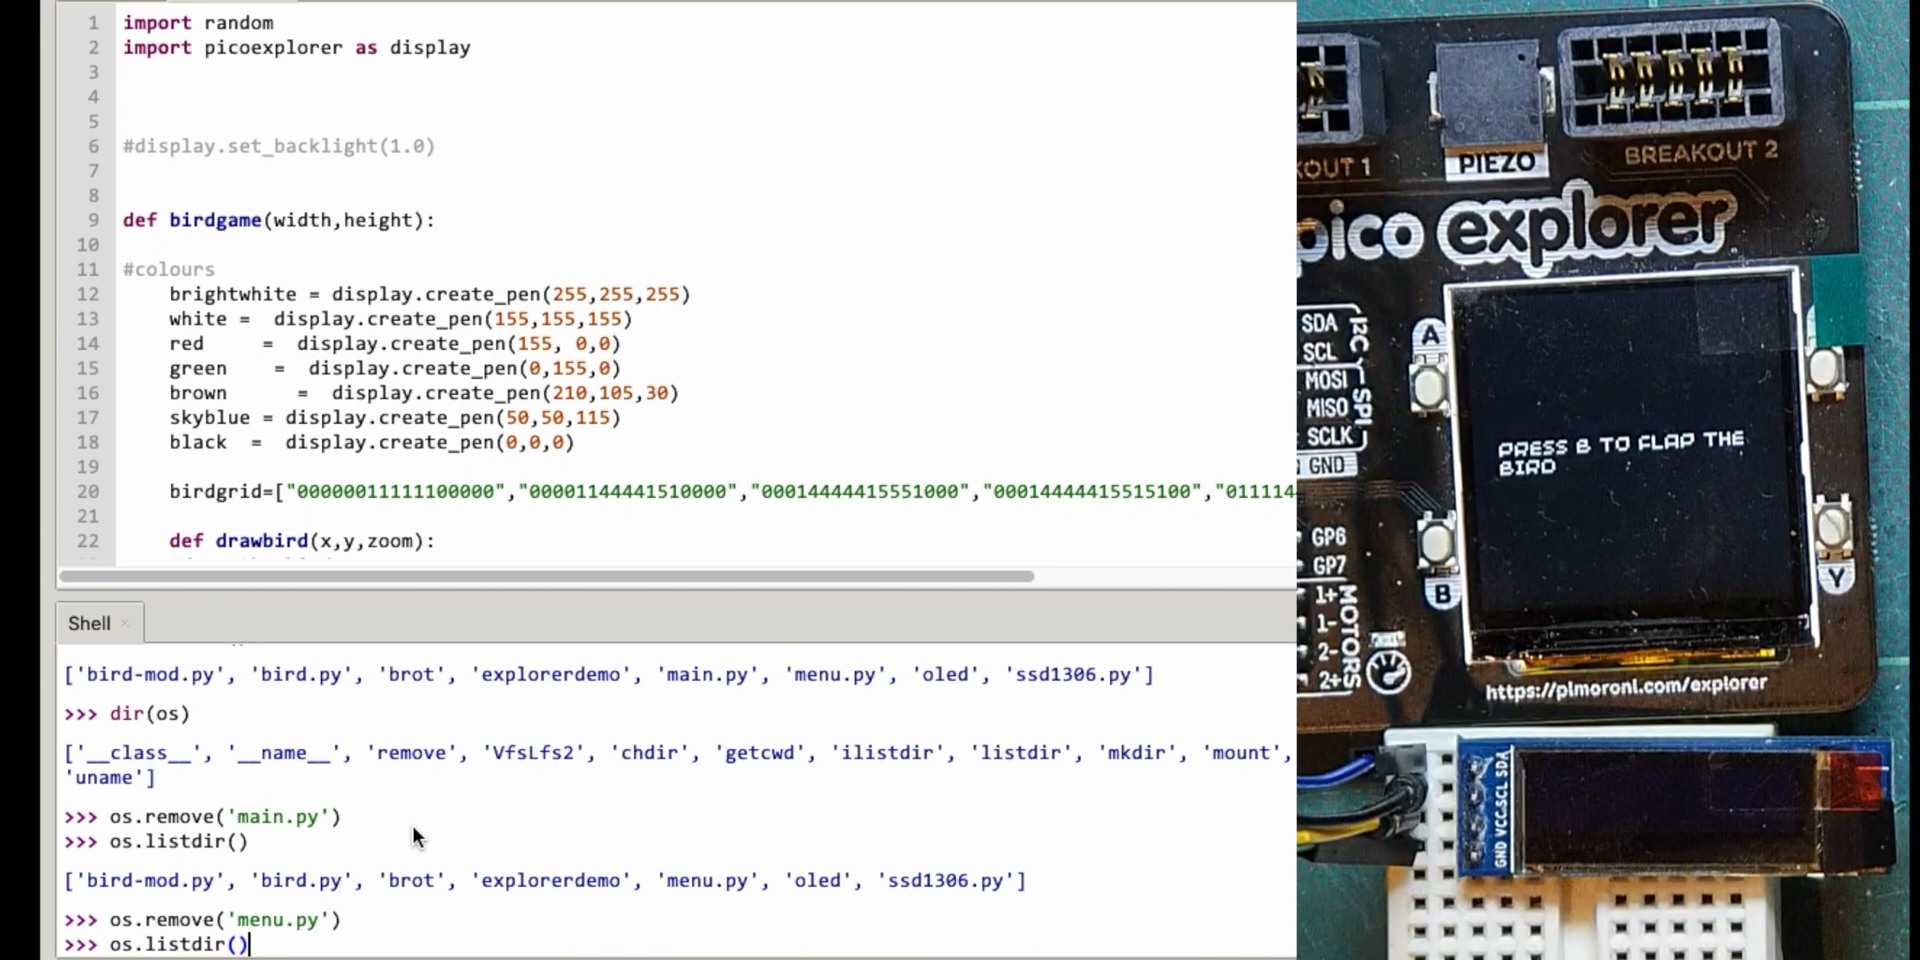 1 import random
2 import picoexplorer as display
3
4
5
6 #display.set_backlight(1.0)
7
8
9 def birdgame(width,height):
10
11 #colours
12 brightwhite = display.create_pen(255,255,255)
13 white =  display.create_pen(155,155,155)
14 red     =  display.create_pen(155, 0,0)
15 green    =  display.create_pen(0,155,0)
16 brown      =  display.create_pen(210,105,30)
17 skyblue = display.create_pen(50,50,115)
18 black  =  display.create_pen(0,0,0)
19
20 birdgrid=["00000011111100000","00001144441510000","00014444415551000","00014444415515100","011114
21
22 def drawbird(x,y,zoom):
Shell
['bird-mod.py', 'bird.py', 'brot', 'explorerdemo', 'main.py', 'menu.py', 'oled', 'ssd1306.py']
>>> dir(os)
['__class__', '__name__', 'remove', 'VfsLfs2', 'chdir', 'getcwd', 'ilistdir', 'listdir', 'mkdir', 'mount',
'uname']
>>> os.remove('main.py')
>>> os.listdir()
['bird-mod.py', 'bird.py', 'brot', 'explorerdemo', 'menu.py', 'oled', 'ssd1306.py']
>>> os.remove('menu.py')
>>> os.listdir()
KOUT 1
PIEZO
BREAKOUT 2
pico explorer
SDA
SCL
I2C
MOSI
MISO
SCLK
SPI
GND
A
PRESS B TO FLAP THE
BIRD
GP6
GP7
B
Y
1+
1-
2-
2+
MOTORS
https://pimoroni.com/explorer
GND VCC SCL SDA